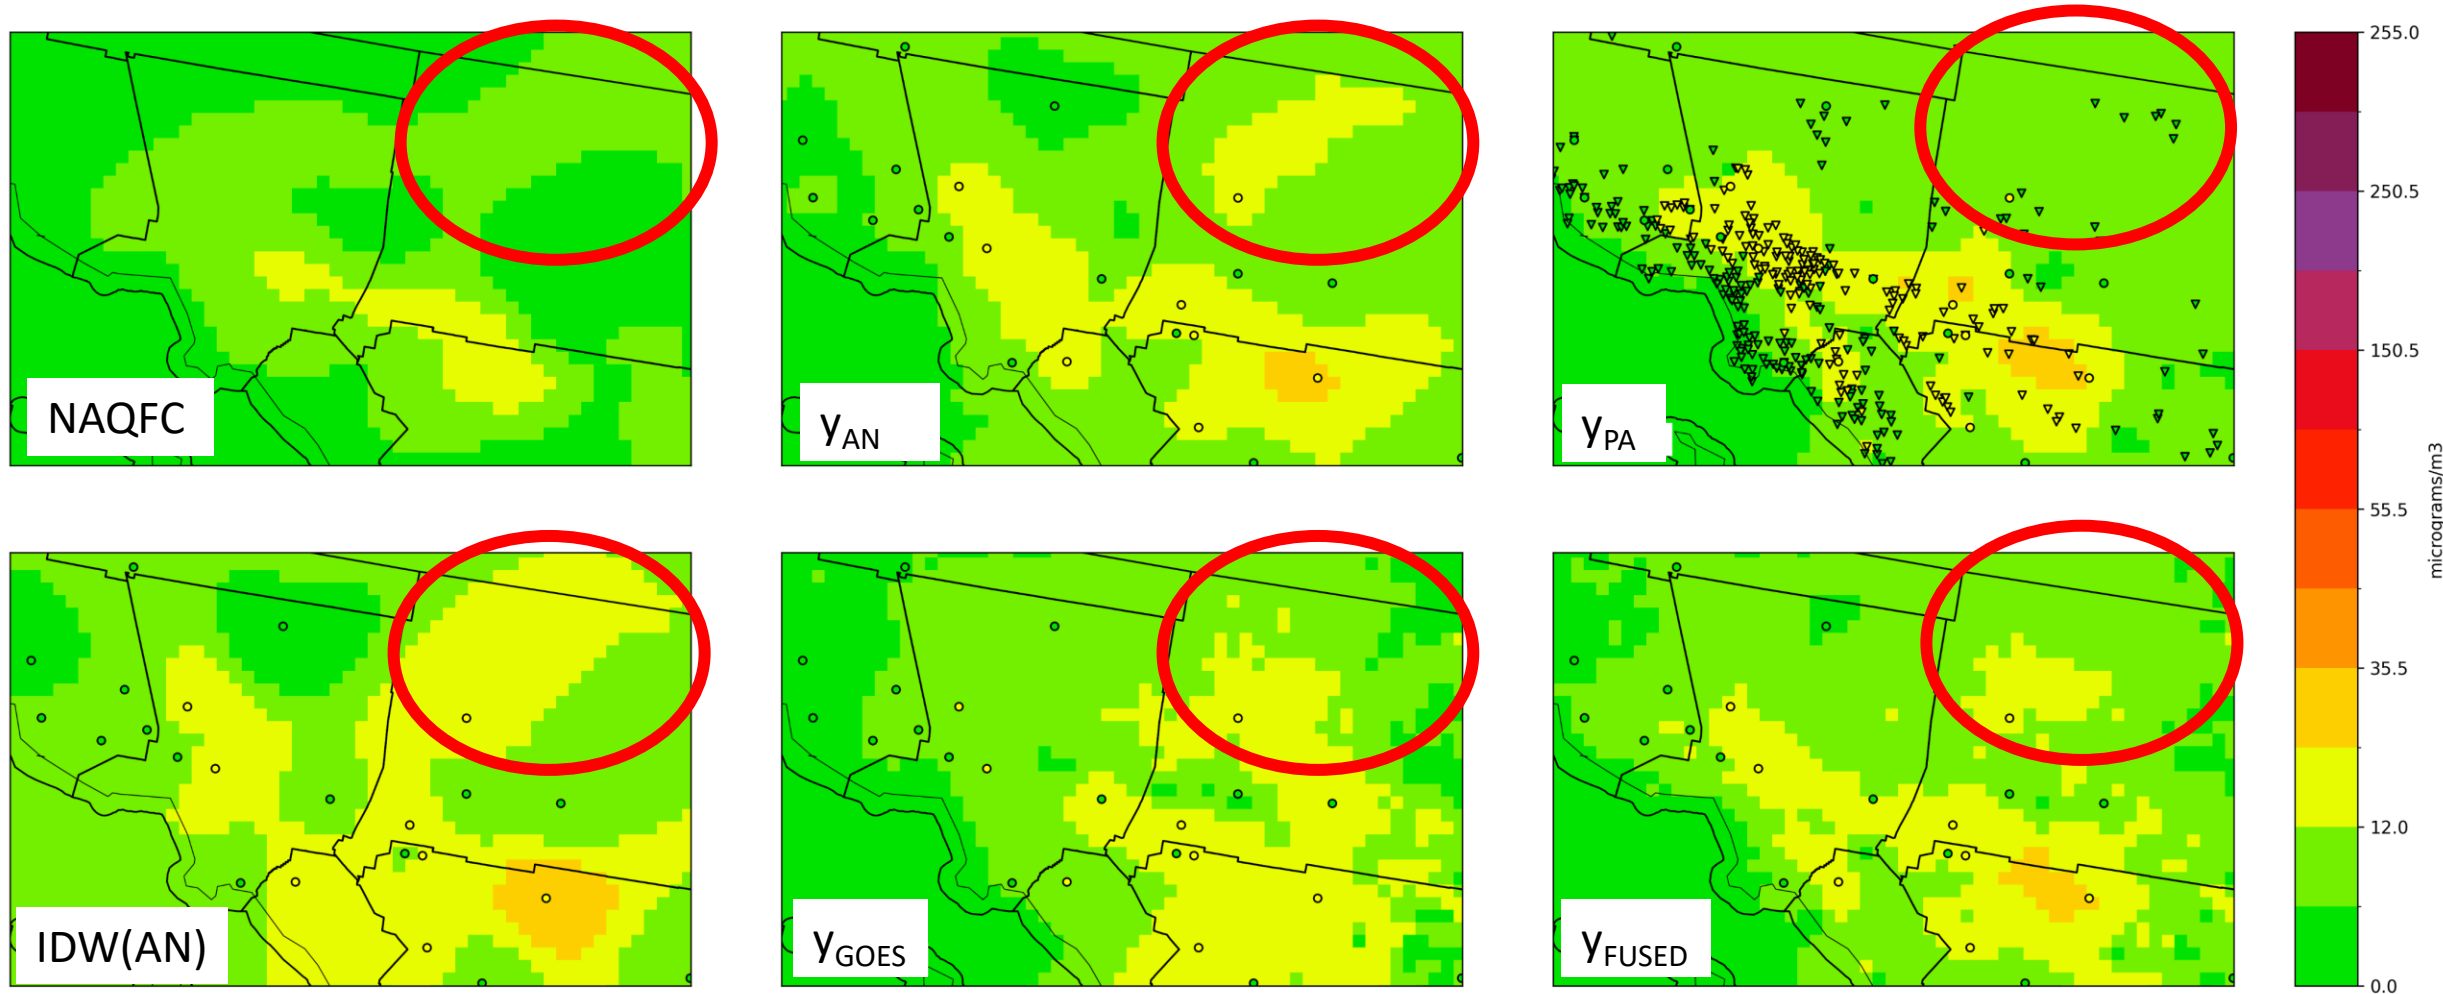 NAQFC
yAN
yPA
255.0
250.5
150.5
55.5
35.5
12.0
0.0
micrograms/m3
IDW(AN)
yGOES
yFUSED